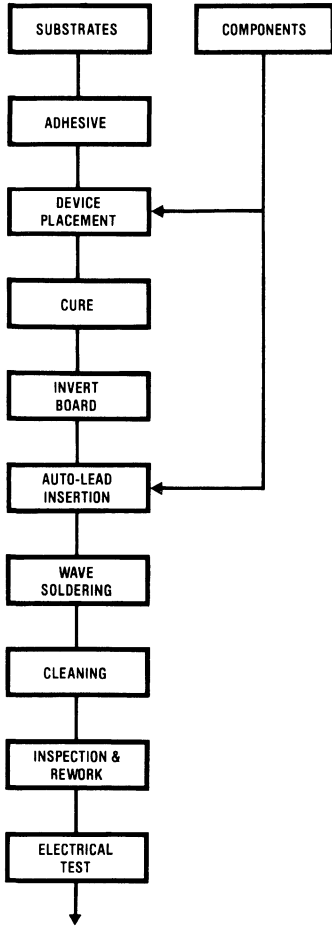 SUBSTRATES
COMPONENTS
ADHESIVE
DEVICE
PLACEMENT
CURE
INVERT
BOARD
AUTO-LEAD
INSERTION
WAVE
SOLDERING
CLEANING
INSPECTION &
REWORK
ELECTRICAL
TEST